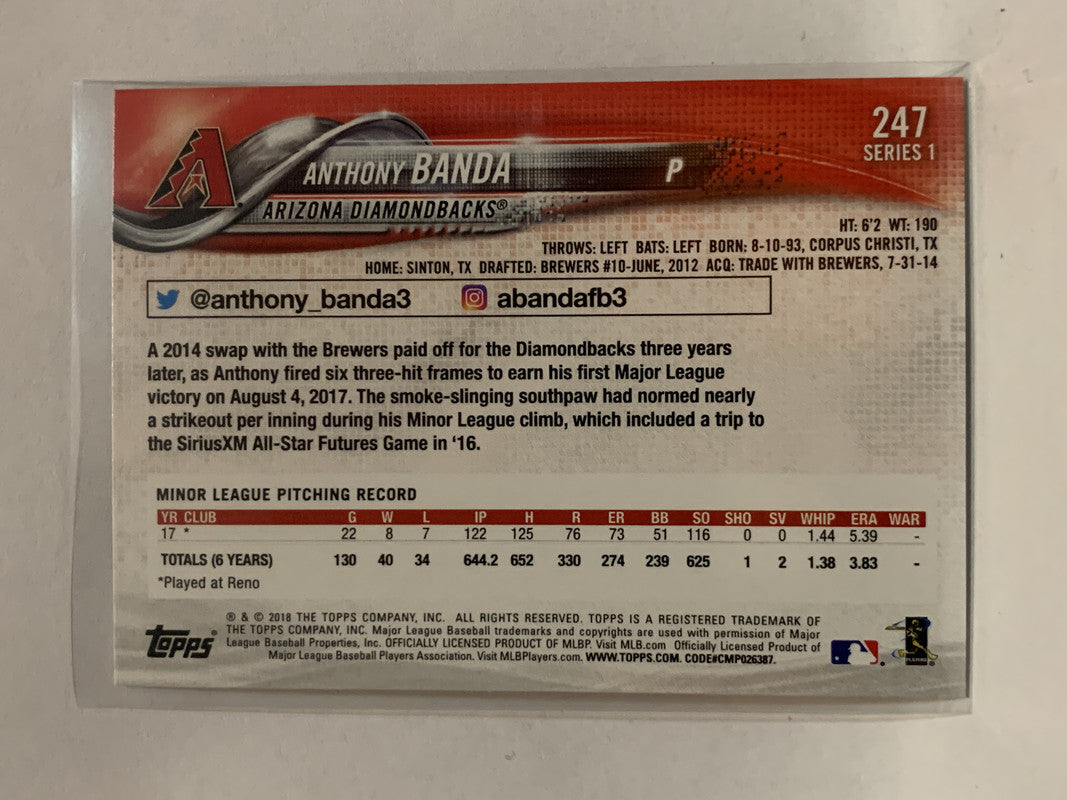 247
SERIES 1
ANTHONY BANDA P
ARIZONA DIAMONDBACKS®
HT: 6'2 WT: 190
THROWS: LEFT BATS: LEFT BORN: 8-10-93, CORPUS CHRISTI, TX
HOME: SINTON, TX DRAFTED: BREWERS #10-JUNE, 2012 ACQ: TRADE WITH BREWERS, 7-31-14
@anthony_banda3 abandafb3
A 2014 swap with the Brewers paid off for the Diamondbacks three years
later, as Anthony fired six three-hit frames to earn his first Major League
victory on August 4, 2017. The smoke-slinging southpaw had normed nearly
a strikeout per inning during his Minor League climb, which included a trip to
the SiriusXM All-Star Futures Game in '16.
MINOR LEAGUE PITCHING RECORD
YR CLUB G W L IP H R ER BB SO SHO SV WHIP ERA WAR
17 * 22 8 7 122 125 76 73 51 116 0 0 1.44 5.39 -
TOTALS (6 YEARS) 130 40 34 644.2 652 330 274 239 625 1 2 1.38 3.83 -
*Played at Reno
Topps®
® & © 2018 THE TOPPS COMPANY, INC. ALL RIGHTS RESERVED. TOPPS IS A REGISTERED TRADEMARK OF
THE TOPPS COMPANY, INC. Major League Baseball trademarks and copyrights are used with permission of Major
League Baseball Properties, Inc. OFFICIALLY LICENSED PRODUCT OF MLBP. Visit MLB.com Officially Licensed Product of
Major League Baseball Players Association. Visit MLBPlayers.com. WWW.TOPPS.COM. CODE#CMP026387.